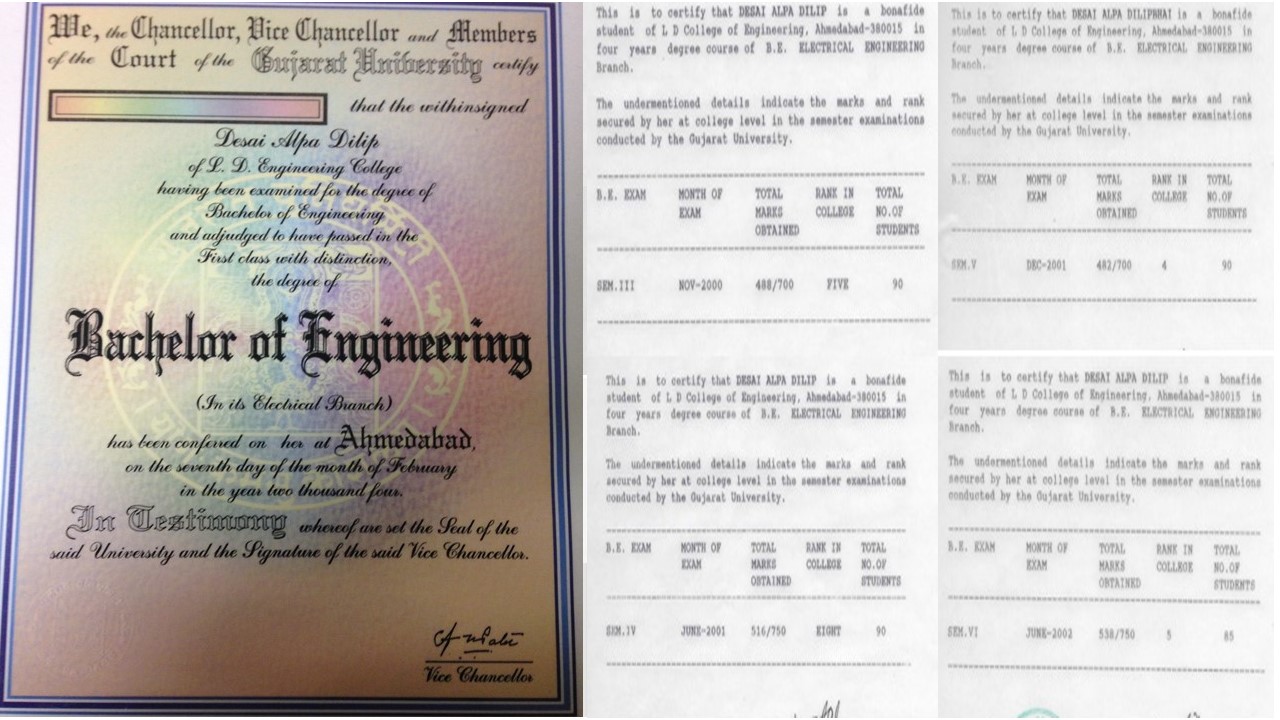 We, the Chancellor, Vice Chancellor and Members
of the Court of the Gujarat University certify
that the withinsigned
Desai Alpa Dilip
of L. D. Engineering College
having been examined for the degree of
Bachelor of Engineering
and adjudged to have passed in the
First class with distinction,
the degree of
Bachelor of Engineering
(In its Electrical Branch)
has been conferred on her at Ahmedabad,
on the seventh day of the month of February
in the year two thousand four.
In Testimony whereof are set the Seal of the
said University and the Signature of the said Vice Chancellor.
Vice Chancellor
This is to certify that DESAI ALPA DILIP is a bonafide
student of L D College of Engineering, Ahmedabad-380015 in
four years degree course of B.E. ELECTRICAL ENGINEERING
Branch.
The undermentioned details indicate the marks and rank
secured by her at college level in the semester examinations
conducted by the Gujarat University.
B.E. EXAM MONTH OF TOTAL RANK IN TOTAL
EXAM MARKS COLLEGE NO.OF
OBTAINED STUDENTS
SEM.III NOV-2000 488/700 FIVE 90
This is to certify that DESAI ALPA DILIPBHAI is a bonafide
student of L D College of Engineering, Ahmedabad-380015 in
four years degree course of B.E. ELECTRICAL ENGINEERING
Branch.
The undermentioned details indicate the marks and rank
secured by her at college level in the semester examinations
conducted by the Gujarat University.
B.E. EXAM MONTH OF TOTAL RANK IN TOTAL
EXAM MARKS COLLEGE NO.OF
OBTAINED STUDENTS
SEM.V DEC-2001 482/700 4 90
This is to certify that DESAI ALPA DILIP is a bonafide
student of L D College of Engineering, Ahmedabad-380015 in
four years degree course of B.E. ELECTRICAL ENGINEERING
Branch.
The undermentioned details indicate the marks and rank
secured by her at college level in the semester examinations
conducted by the Gujarat University.
B.E. EXAM MONTH OF TOTAL RANK IN TOTAL
EXAM MARKS COLLEGE NO.OF
OBTAINED STUDENTS
SEM.IV JUNE-2001 516/750 EIGHT 90
This is to certify that DESAI ALPA DILIP is a bonafide
student of L D College of Engineering, Ahmedabad-380015 in
four years degree course of B.E. ELECTRICAL ENGINEERING
Branch.
The undermentioned details indicate the marks and rank
secured by her at college level in the semester examinations
conducted by the Gujarat University.
B.E. EXAM MONTH OF TOTAL RANK IN TOTAL
EXAM MARKS COLLEGE NO.OF
OBTAINED STUDENTS
SEM.VI JUNE-2002 538/750 5 85